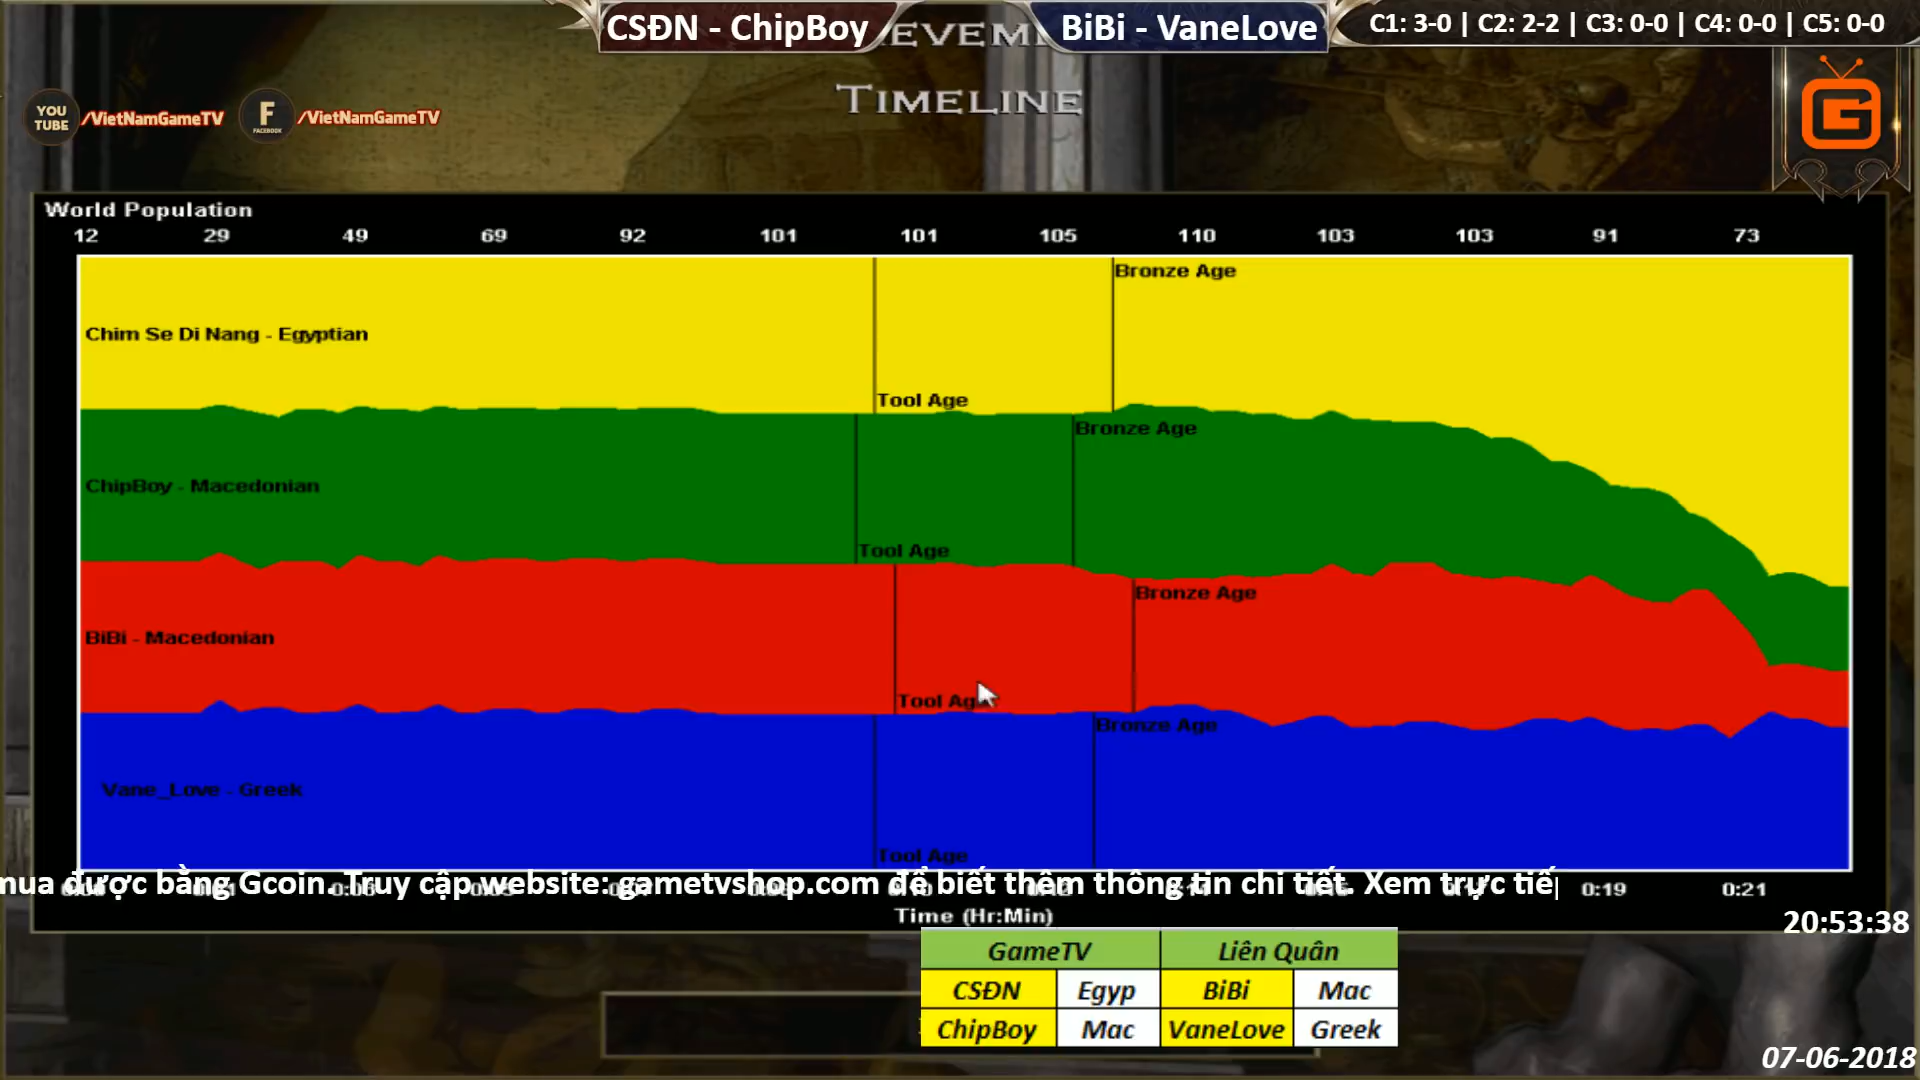 CSĐN - ChipBoy
EVEM
BiBi - VaneLove
C1: 3-0 | C2: 2-2 | C3: 0-0 | C4: 0-0 | C5: 0-0
TIMELINE
YOU TUBE /VietNamGameTV
F FACEBOOK /VietNamGameTV
World Population
12 29 49 69 92 101 101 105 110 103 103 91 73
Bronze Age
Chim Se Di Nang - Egyptian
Tool Age
Bronze Age
ChipBoy - Macedonian
Tool Age
Bronze Age
BiBi - Macedonian
Tool Age
Bronze Age
Vane_Love - Greek
Tool Age
mua được bằng Gcoin. Truy cập website: gametvshop.com để biết thêm thông tin chi tiết. Xem trực tiế
0:19 0:21
Time (Hr:Min)
20:53:38
GameTV Liên Quân
CSĐN Egyp BiBi Mac
ChipBoy Mac VaneLove Greek
07-06-2018